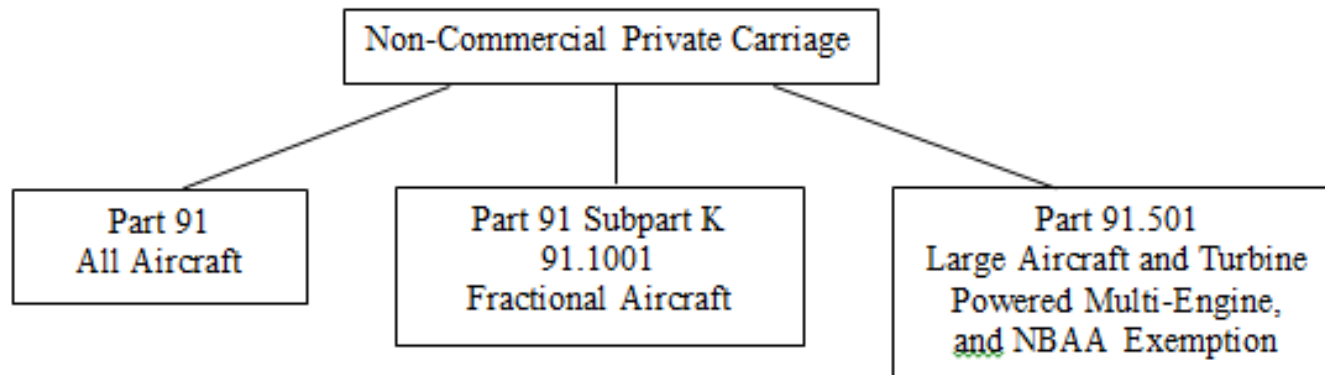 Non-Commercial Private Carriage
Part 91
All Aircraft
Part 91 Subpart K
91.1001
Fractional Aircraft
Part 91.501
Large Aircraft and Turbine
Powered Multi-Engine,
and NBAA Exemption